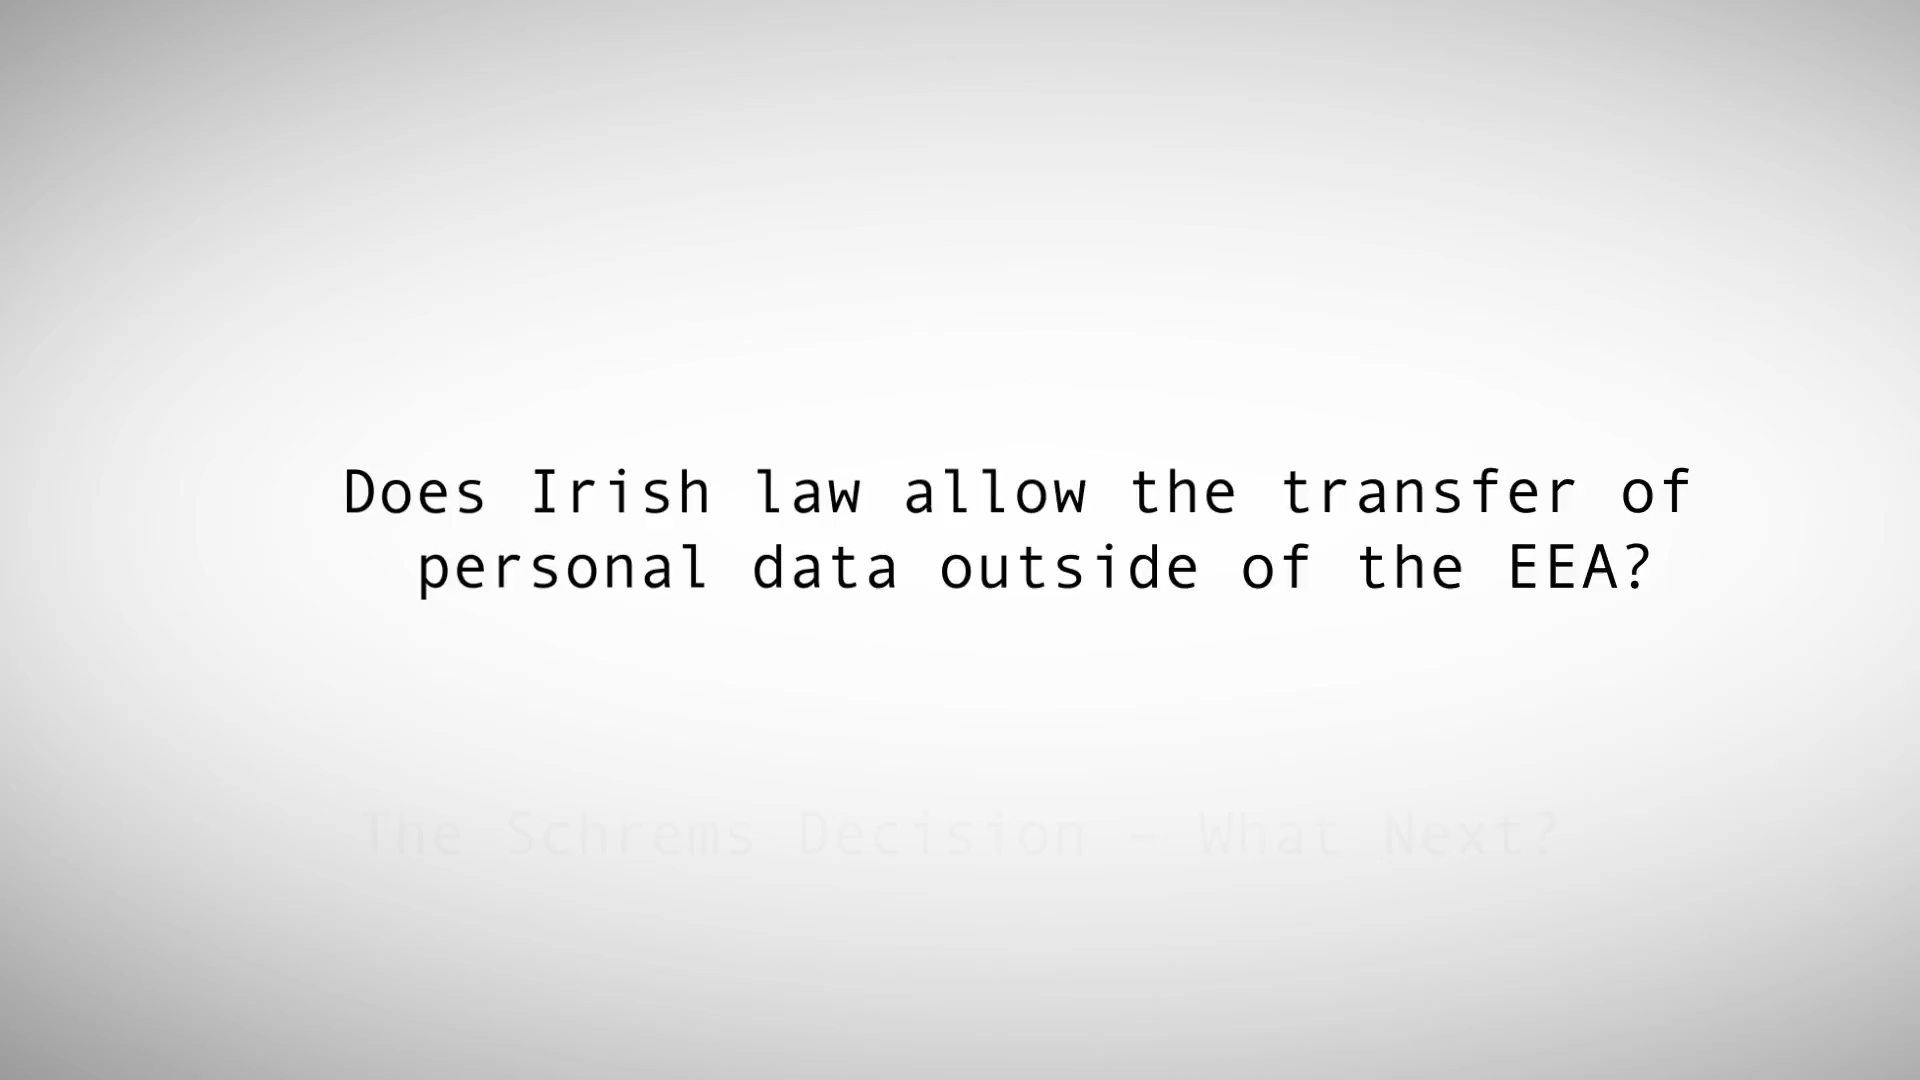 Does Irish law allow the transfer of
personal data outside of the EEA?
The Schrems Decision – What Next?